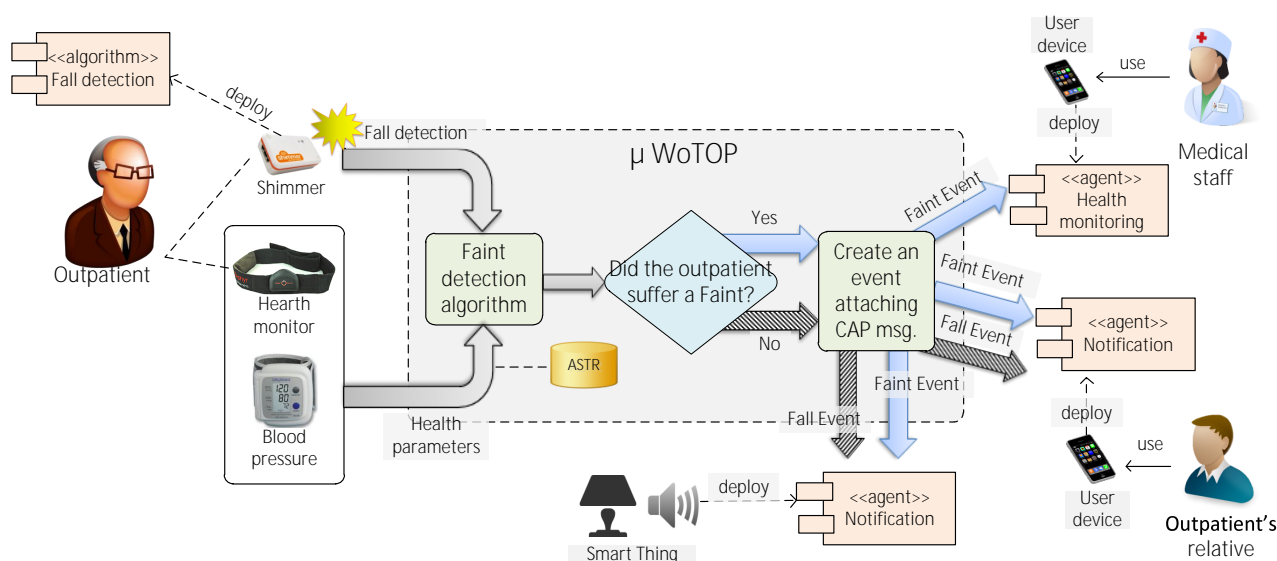 <<algorithm>>
Fall detection
deploy
Shimmer
Outpatient
Hearth
monitor
120
80
72
Blood
pressure
Fall detection
µ WoTOP
Faint
detection
algorithm
ASTR
Health
parameters
Did the outpatient
suffer a Faint?
Yes
No
Create an
event
attaching
CAP msg.
Faint Event
Faint Event
Fall Event
Faint Event
Fall Event
User
device
use
deploy
Medical
staff
<<agent>>
Health
monitoring
<<agent>>
Notification
deploy
use
User
device
Outpatient's
relative
<<agent>>
Notification
deploy
Smart Thing